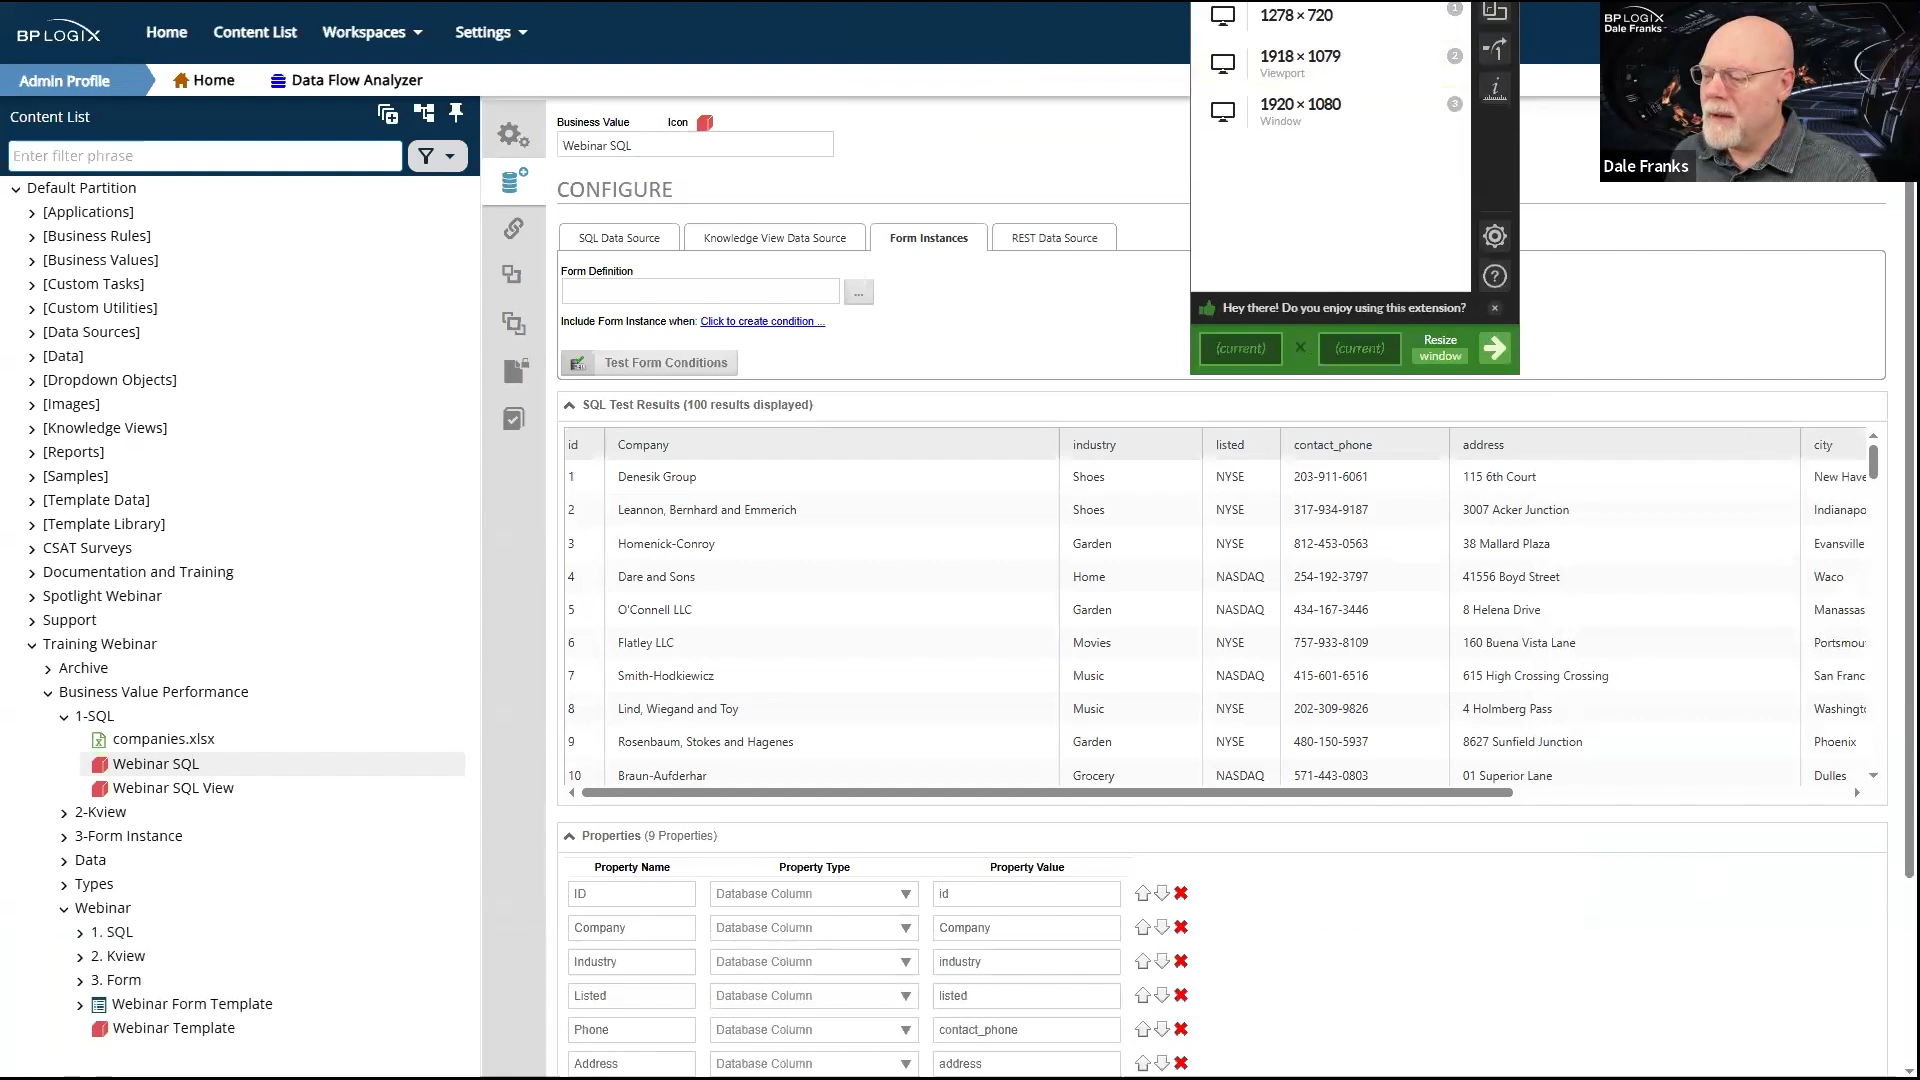 BP LOGIX
Home
Content List
Workspaces
Settings
Admin Profile
Home
Data Flow Analyzer
Content List
Enter filter phrase
Default Partition
[Applications]
[Business Rules]
[Business Values]
[Custom Tasks]
[Custom Utilities]
[Data Sources]
[Data]
[Dropdown Objects]
[Images]
[Knowledge Views]
[Reports]
[Samples]
[Template Data]
[Template Library]
CSAT Surveys
Documentation and Training
Spotlight Webinar
Support
Training Webinar
Archive
Business Value Performance
1-SQL
companies.xlsx
Webinar SQL
Webinar SQL View
2-Kview
3-Form Instance
Data
Types
Webinar
1. SQL
2. Kview
3. Form
Webinar Form Template
Webinar Template
Business Value Icon
Webinar SQL
CONFIGURE
SQL Data Source
Knowledge View Data Source
Form Instances
REST Data Source
Form Definition
...
Include Form Instance when: Click to create condition ...
Test Form Conditions
SQL Test Results (100 results displayed)
id Company industry listed contact_phone address city
1 Denesik Group Shoes NYSE 203-911-6061 115 6th Court New Have
2 Leannon, Bernhard and Emmerich Shoes NYSE 317-934-9187 3007 Acker Junction Indianapo
3 Homenick-Conroy Garden NYSE 812-453-0563 38 Mallard Plaza Evansville
4 Dare and Sons Home NASDAQ 254-192-3797 41556 Boyd Street Waco
5 O'Connell LLC Garden NASDAQ 434-167-3446 8 Helena Drive Manassas
6 Flatley LLC Movies NYSE 757-933-8109 160 Buena Vista Lane Portsmou
7 Smith-Hodkiewicz Music NASDAQ 415-601-6516 615 High Crossing Crossing San Franc
8 Lind, Wiegand and Toy Music NYSE 202-309-9826 4 Holmberg Pass Washingto
9 Rosenbaum, Stokes and Hagenes Garden NYSE 480-150-5937 8627 Sunfield Junction Phoenix
10 Braun-Aufderhar Grocery NASDAQ 571-443-0803 01 Superior Lane Dulles
Properties (9 Properties)
Property Name Property Type Property Value
ID Database Column id
Company Database Column Company
Industry Database Column industry
Listed Database Column listed
Phone Database Column contact_phone
Address Database Column address
1278 × 720 1
1918 × 1079 2
Viewport
1920 × 1080 3
Window
Hey there! Do you enjoy using this extension?
(current) × (current)
Resize
window
BP LOGIX
Dale Franks
Dale Franks